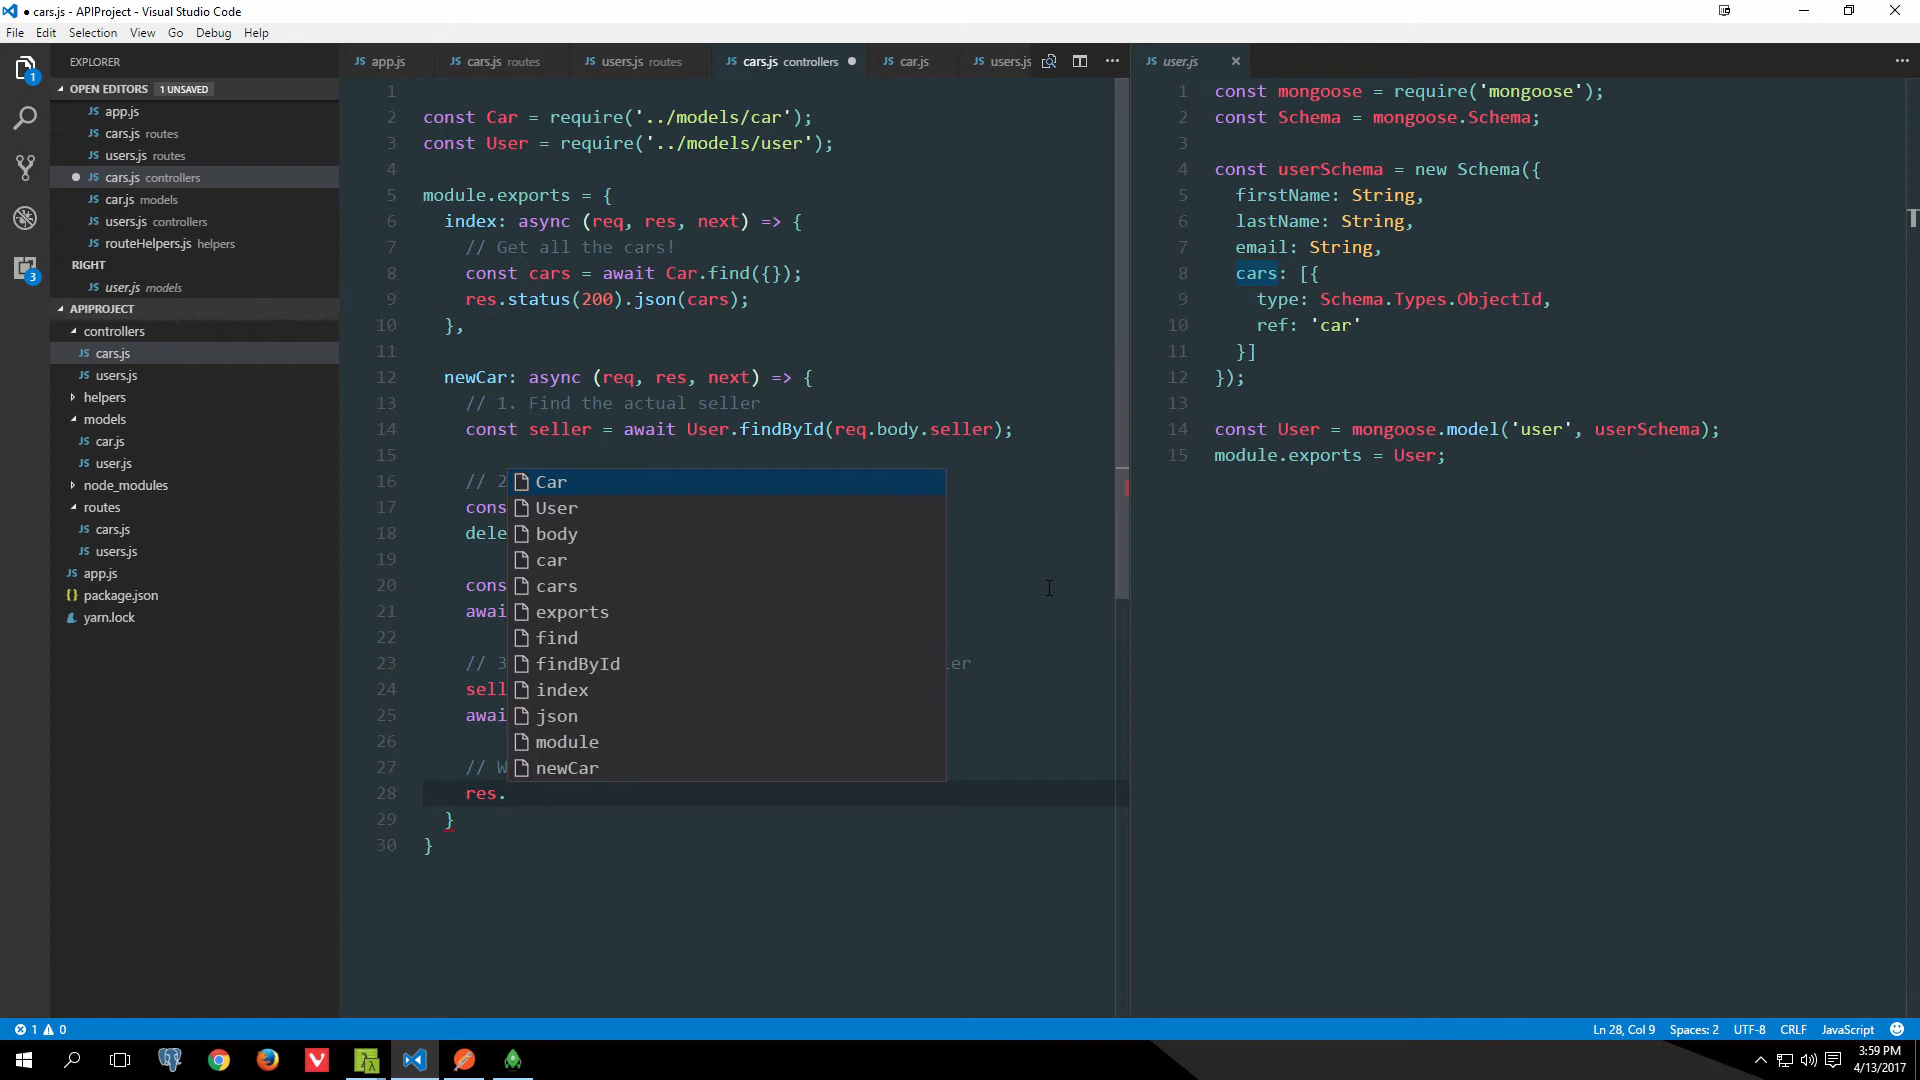 ● cars.js - APIProject - Visual Studio Code
File Edit Selection View Go Debug Help
EXPLORER
OPEN EDITORS 1 UNSAVED
JS app.js
JS cars.js routes
JS users.js routes
JS cars.js controllers
JS car.js models
JS users.js controllers
JS routeHelpers.js helpers
RIGHT
JS user.js models
APIPROJECT
controllers
JS cars.js
JS users.js
helpers
models
JS car.js
JS user.js
node_modules
routes
JS cars.js
JS users.js
JS app.js
{} package.json
yarn.lock
1
3
JS app.js
JS cars.js routes
JS users.js routes
JS cars.js controllers
JS car.js
JS users.js
1
2 const Car = require('../models/car');
3 const User = require('../models/user');
4
5 module.exports = {
6 index: async (req, res, next) => {
7 // Get all the cars!
8 const cars = await Car.find({});
9 res.status(200).json(cars);
10 },
11
12 newCar: async (req, res, next) => {
13 // 1. Find the actual seller
14 const seller = await User.findById(req.body.seller);
15
16 // 2
17 cons
18 dele
19
20 cons
21 awai
22
23 // 3 ler
24 sell
25 awai
26
27 // W
28 res.
29 }
30 }
Car
User
body
car
cars
exports
find
findById
index
json
module
newCar
JS user.js
1 const mongoose = require('mongoose');
2 const Schema = mongoose.Schema;
3
4 const userSchema = new Schema({
5 firstName: String,
6 lastName: String,
7 email: String,
8 cars: [{
9 type: Schema.Types.ObjectId,
10 ref: 'car'
11 }]
12 });
13
14 const User = mongoose.model('user', userSchema);
15 module.exports = User;
1 0
Ln 28, Col 9 Spaces: 2 UTF-8 CRLF JavaScript
3:59 PM
4/13/2017